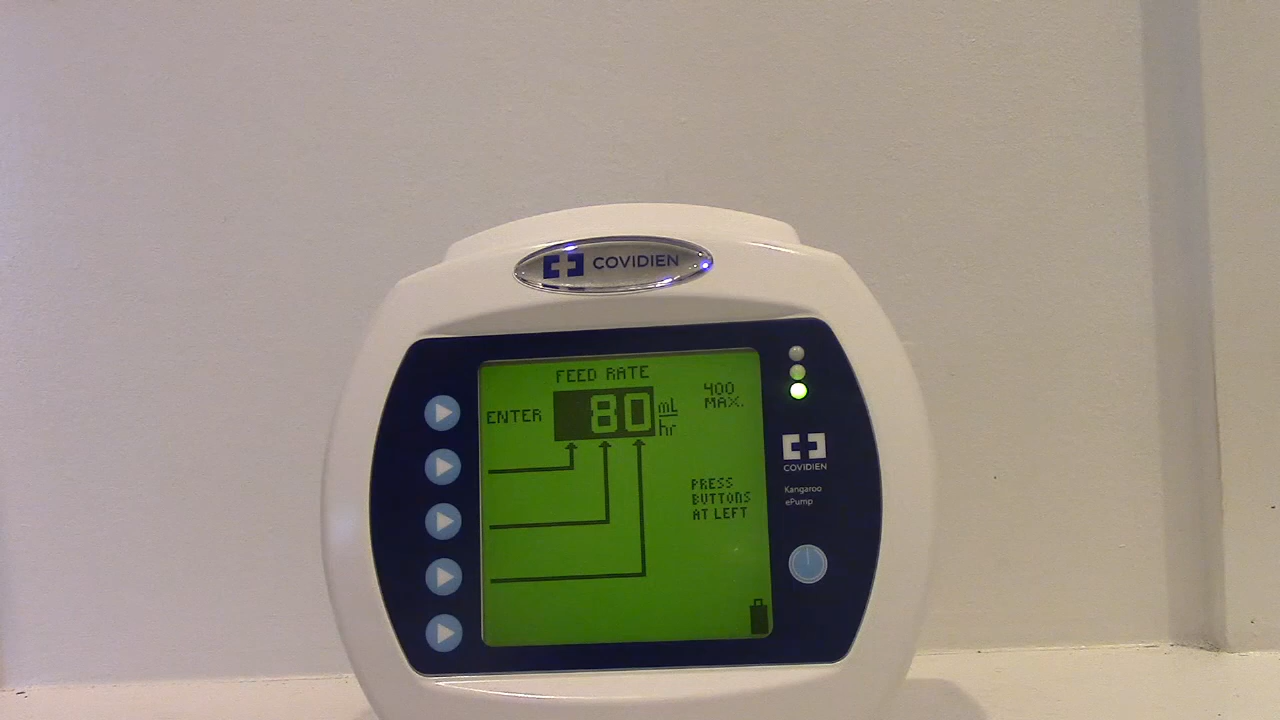 COVIDIEN
FEED RATE
ENTER 80 mL/hr
400
MAX.
PRESS
BUTTONS
AT LEFT
COVIDIEN
Kangaroo
ePump